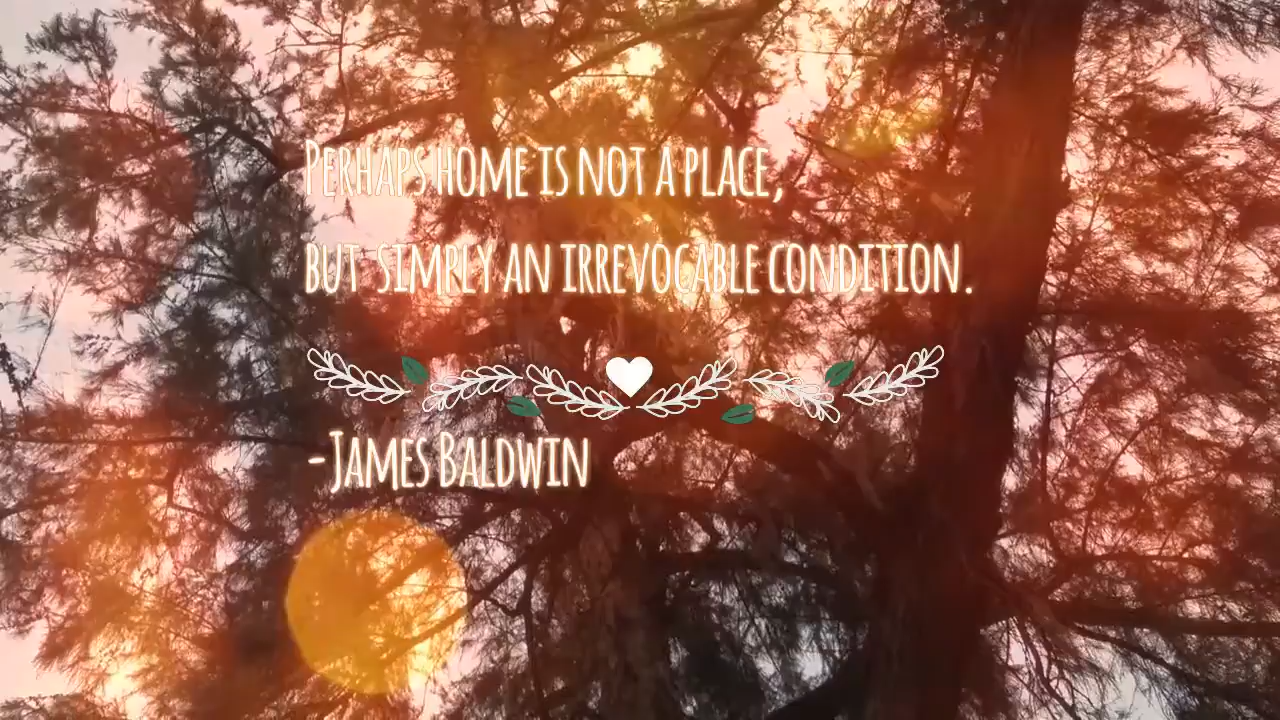 Perhaps home is not a place,
but simply an irrevocable condition.
-James Baldwin